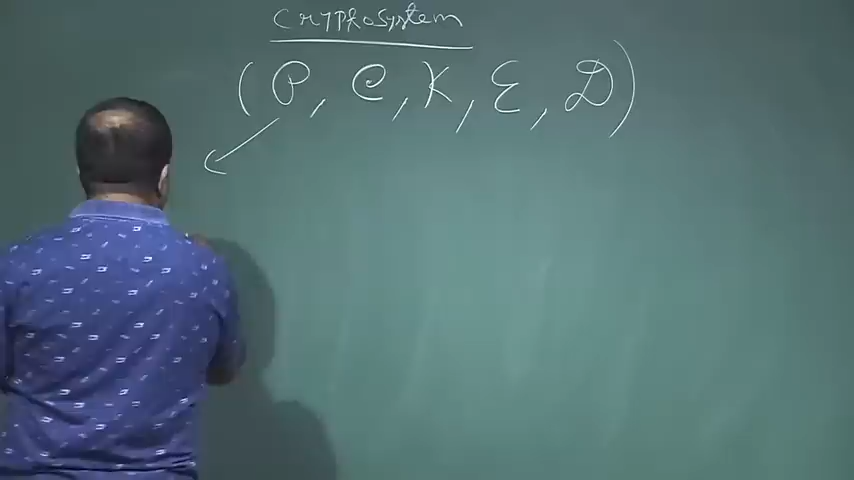 Cryptosystem
(P, C, K, E, D)